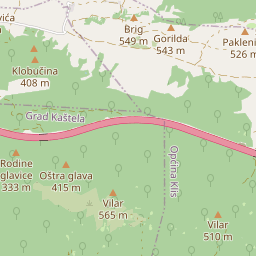 vića
Brig
549 m
Gorilda
543 m
Pakleni
526 m
Klobučina
408 m
Grad Kaštela
Općina Klis
Rodine
glavice
333 m
Oštra glava
415 m
Vilar
565 m
Vilar
510 m